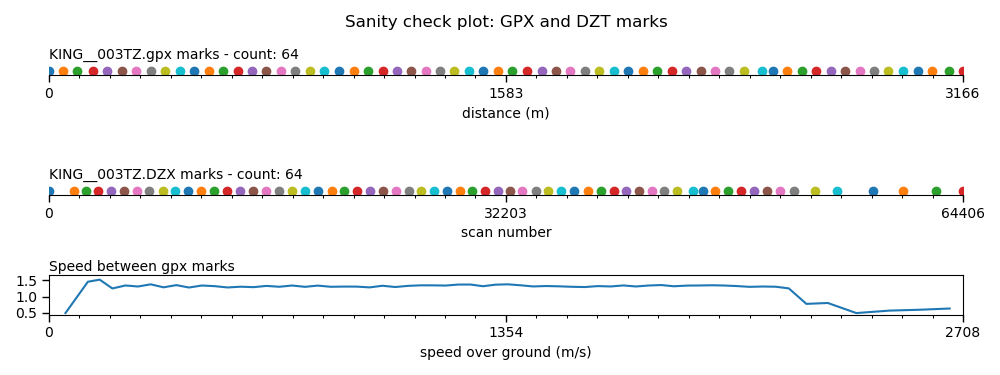 Sanity check plot: GPX and DZT marks
KING__003TZ.gpx marks - count: 64
0 1583 3166
distance (m)
KING__003TZ.DZX marks - count: 64
0 32203 64406
scan number
Speed between gpx marks
1.5
1.0
0.5
0 1354 2708
speed over ground (m/s)